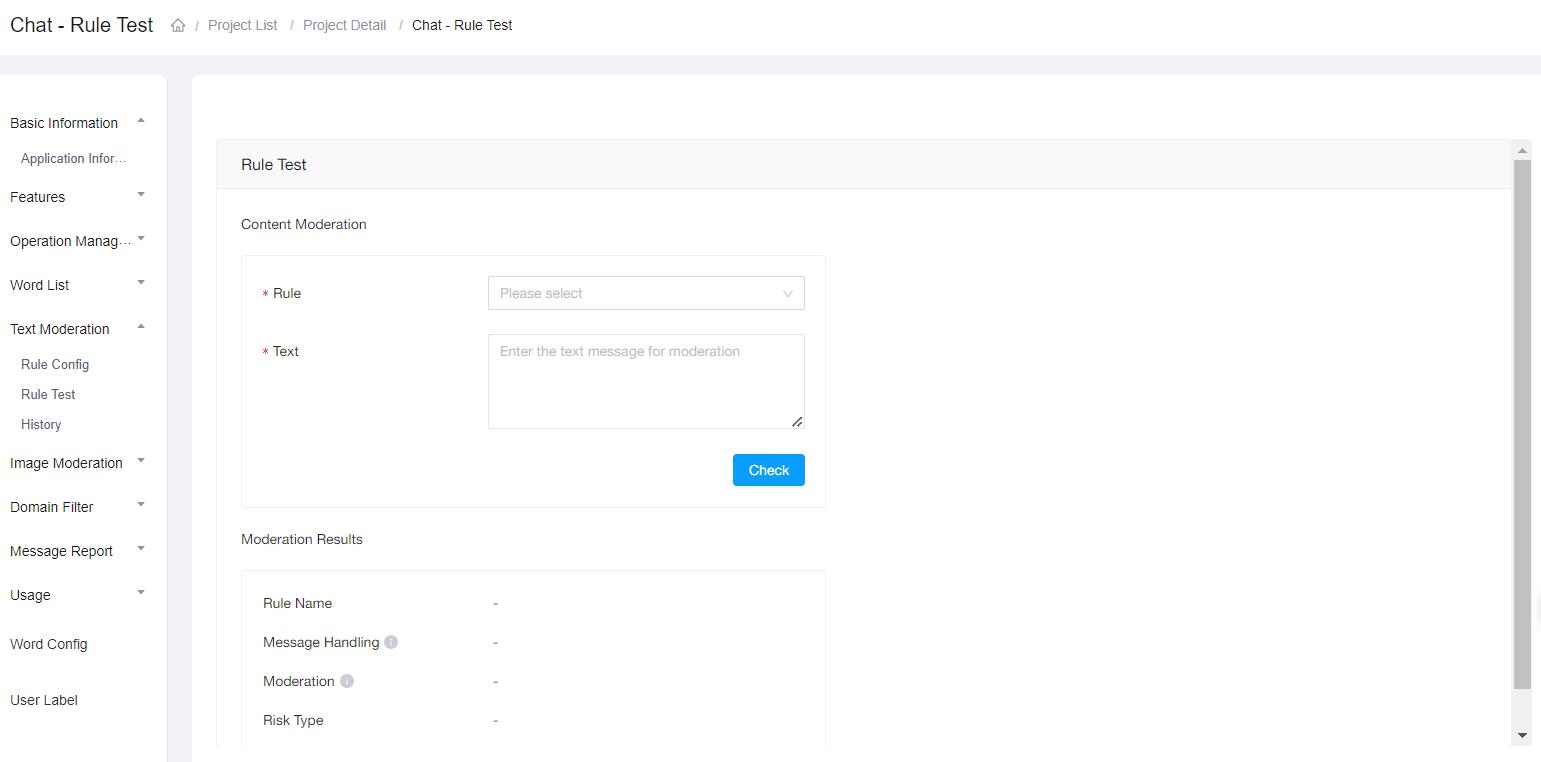 Chat - Rule Test / Project List / Project Detail / Chat - Rule Test
Basic Information
Application Infor...
Features
Operation Manag...
Word List
Text Moderation
Rule Config
Rule Test
History
Image Moderation
Domain Filter
Message Report
Usage
Word Config
User Label
Rule Test
Content Moderation
* Rule Please select
* Text Enter the text message for moderation
Check
Moderation Results
Rule Name -
Message Handling i -
Moderation i -
Risk Type -